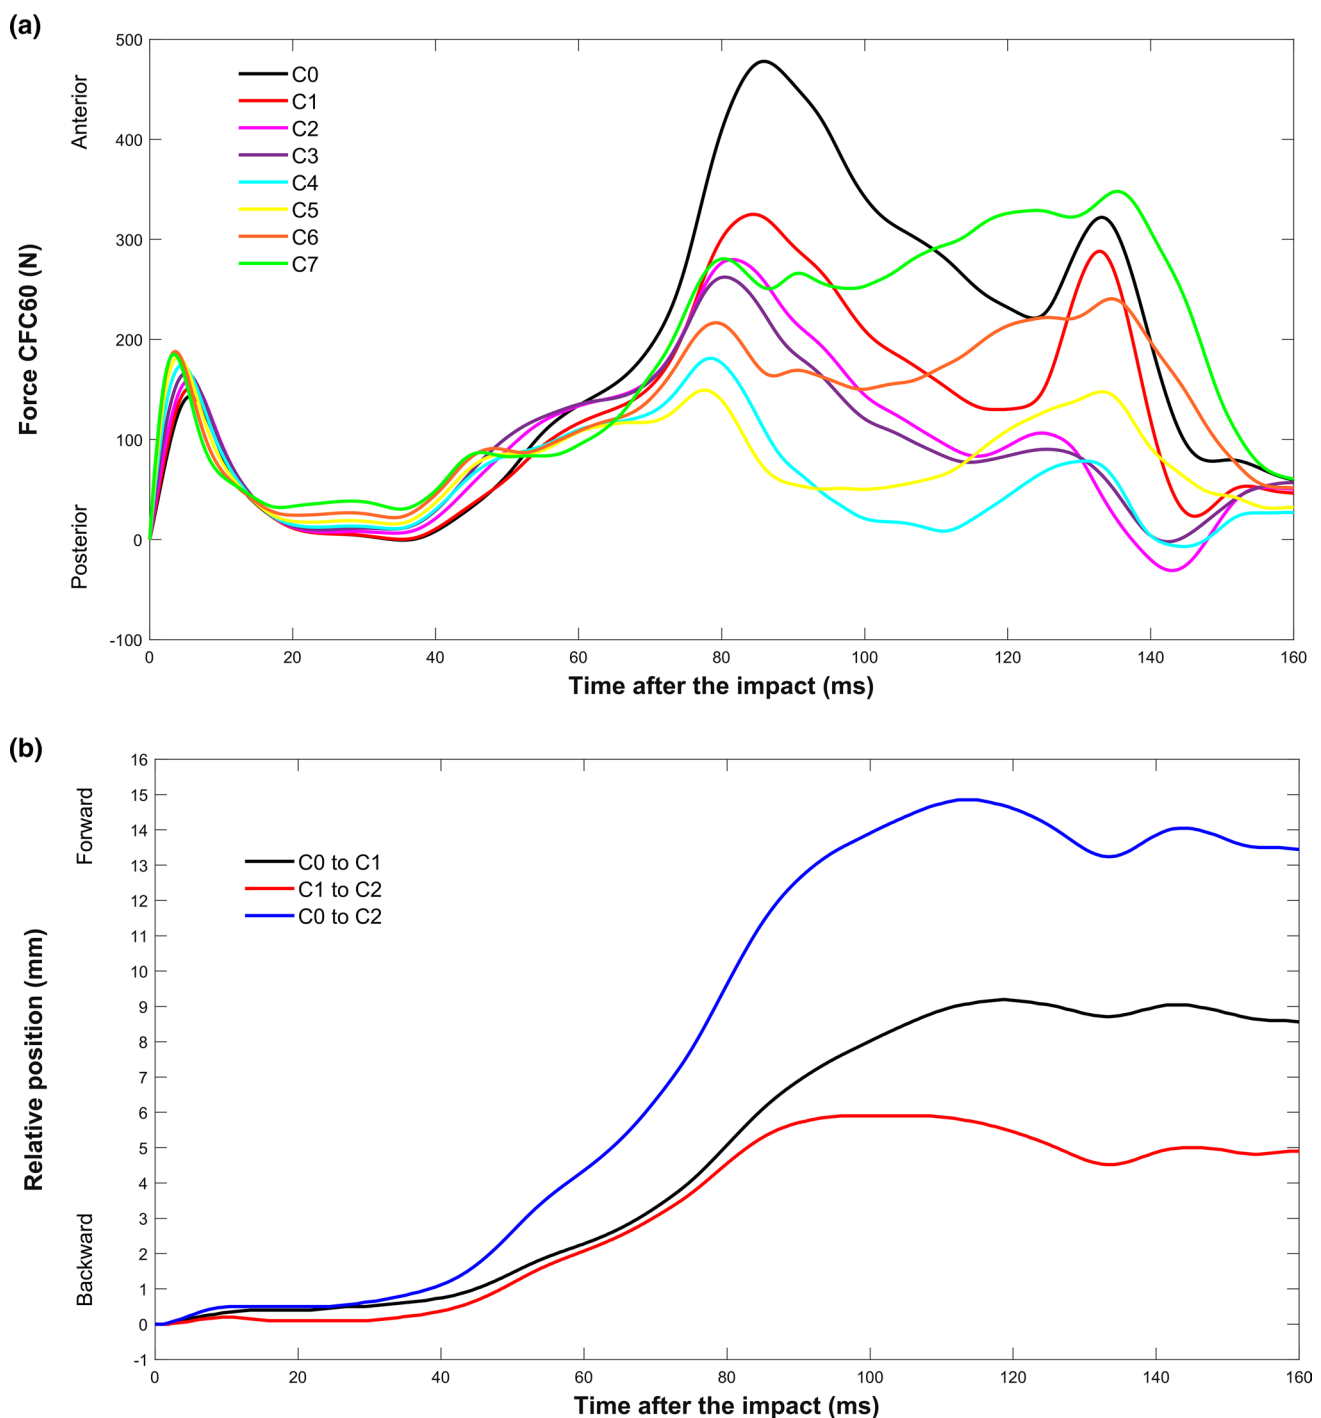 (a)
Force CFC60 (N)
Anterior
Posterior
500
400
300
200
100
0
-100
C0
C1
C2
C3
C4
C5
C6
C7
0 20 40 60 80 100 120 140 160
Time after the impact (ms)
(b)
Relative position (mm)
Forward
Backward
16
15
14
13
12
11
10
9
8
7
6
5
4
3
2
1
0
-1
C0 to C1
C1 to C2
C0 to C2
0 20 40 60 80 100 120 140 160
Time after the impact (ms)